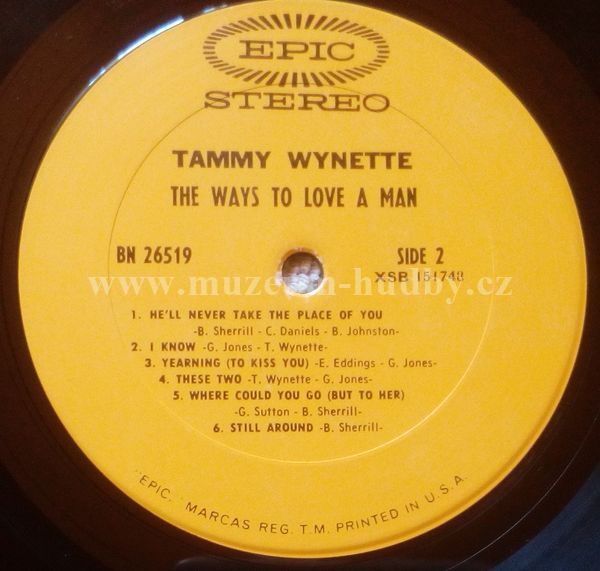 EPIC
STEREO
TAMMY WYNETTE
THE WAYS TO LOVE A MAN
BN 26519
SIDE 2
XSB 151748
www.muzeum-hudby.cz
1. HE'LL NEVER TAKE THE PLACE OF YOU
-B. Sherrill - C. Daniels - B. Johnston-
2. I KNOW -G. Jones - T. Wynette-
3. YEARNING (TO KISS YOU) -E. Eddings - G. Jones-
4. THESE TWO -T. Wynette - G. Jones-
5. WHERE COULD YOU GO (BUT TO HER)
-G. Sutton - B. Sherrill-
6. STILL AROUND -B. Sherrill-
"EPIC," MARCAS REG. T.M. PRINTED IN U.S.A.